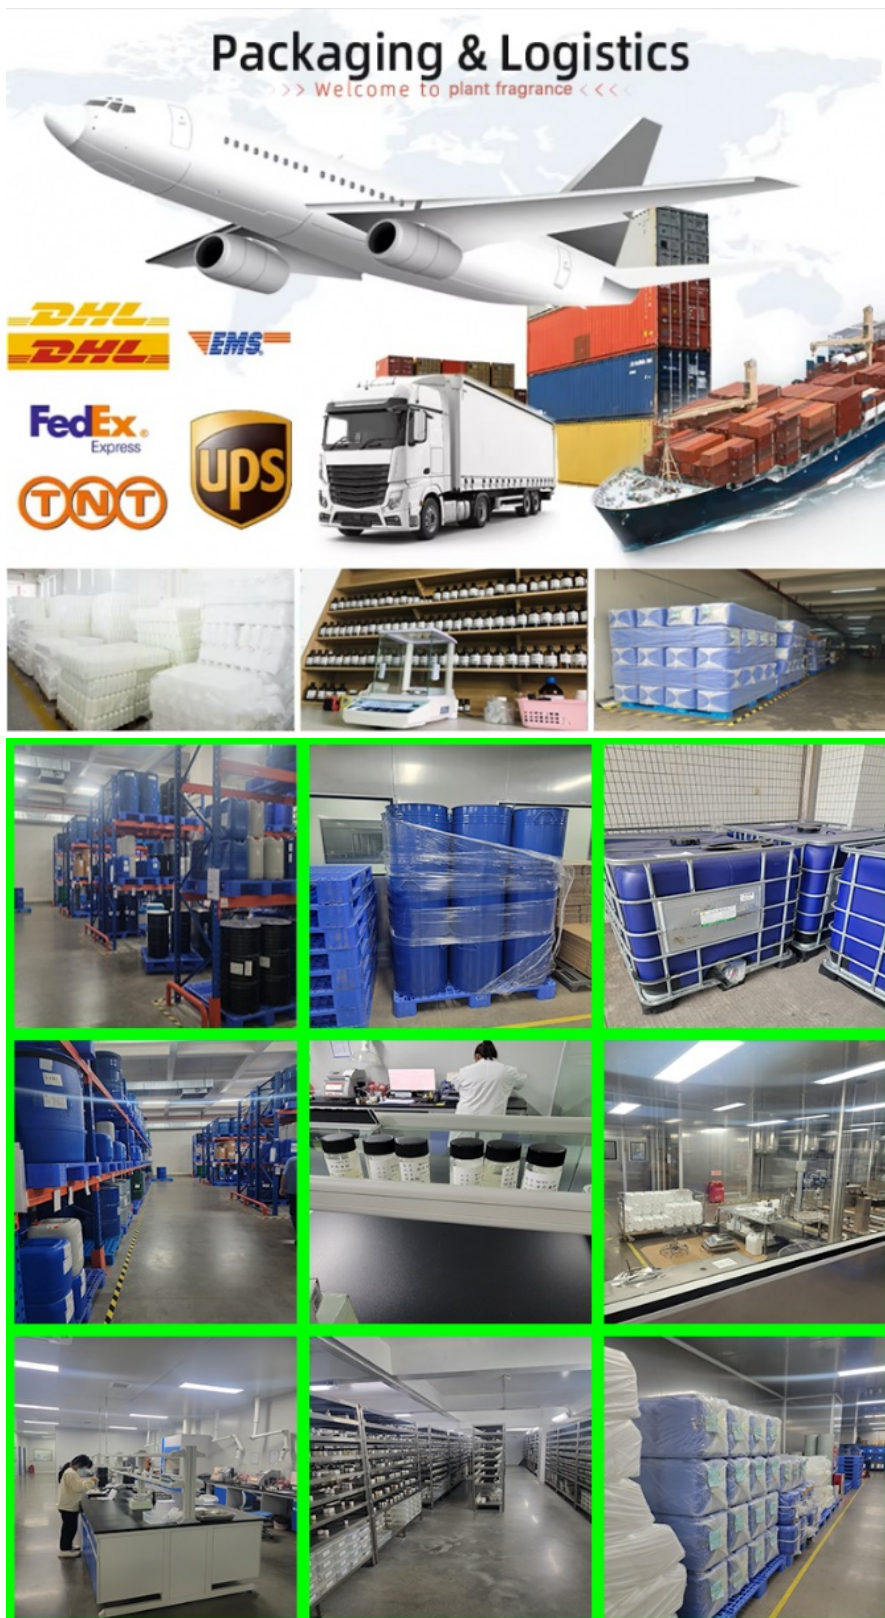 Packaging & Logistics
>> Welcome to plant fragrance <<<
DHL
DHL
EMS
FedEx
Express
UPS
TNT